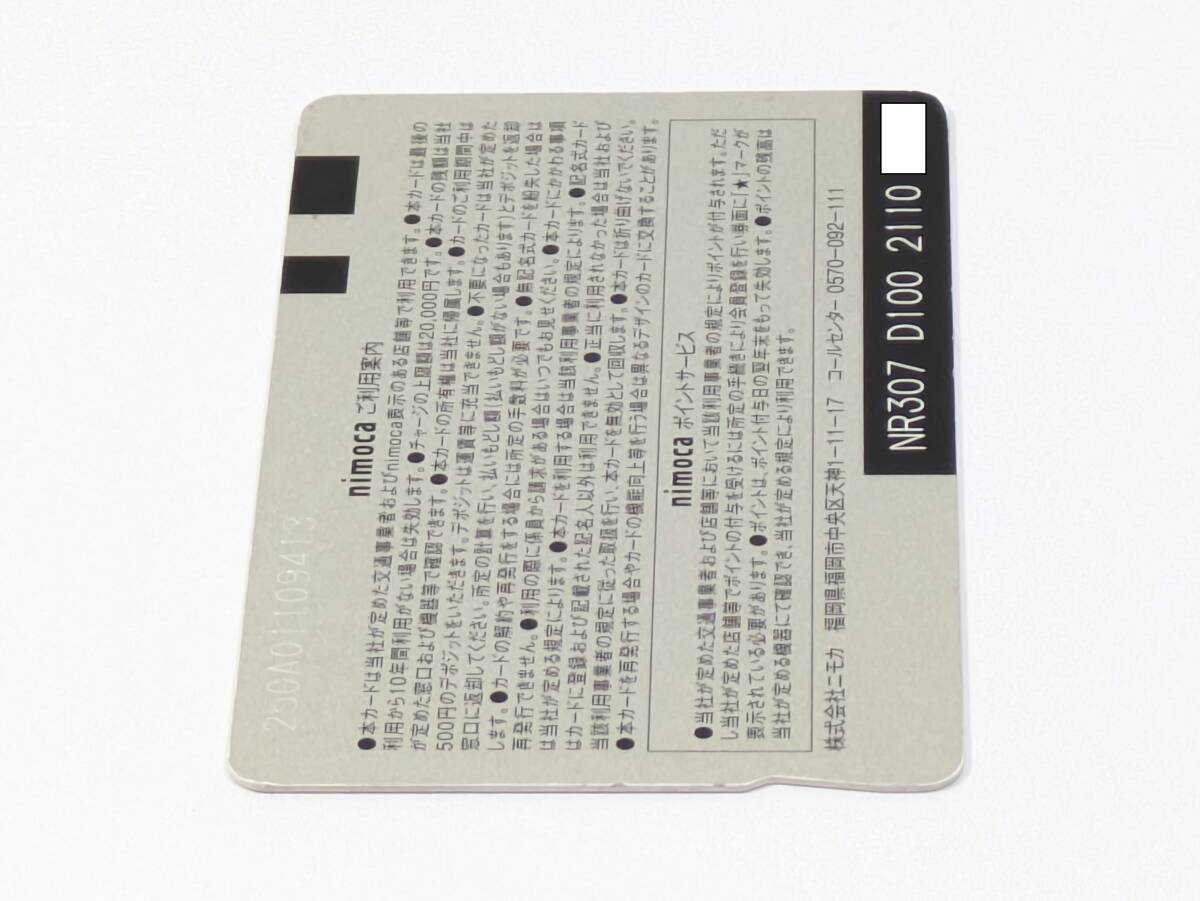 250A01109413
nimoca ご利用案内
●本カードは当社が定めた交通事業者およびnimoca表示のある店舗等で利用できます。●本カードは最後の
利用から10年間利用がない場合は失効します。●チャージの上限額は20,000円です。●本カードの残額は当社
が定めた窓口および機器等で確認できます。●本カードの所有権は当社に帰属します。●カードのご利用期間中は
500円のデポジットをいただきます。デポジットは運賃等に充当できません。●不要になったカードは当社が定めた
窓口に返却してください。所定の計算を行い、払いもどし額(払いもどし額がない場合もあります)とデポジットを返却
します。●カードの解約や再発行をする場合には所定の手数料が必要です。●無記名式カードを紛失した場合は
再発行できません。●利用の際に係員から請求がある場合はいつでもお見せください。●本カードにかかわる事項
は当社が定める規定によります。●本カードを利用する場合は当該利用事業者の規定によります。●記名式カード
はカードに登録および記載された記名人以外は利用できません。●正当に利用されなかった場合は当社および
当該利用事業者の規定に従った取扱を行い、本カードを無効として回収します。●本カードは折り曲げないでください。
●本カードを再発行する場合やカードの機能向上等を行う場合は異なるデザインのカードに交換することがあります。
nimoca ポイントサービス
●当社が定めた交通事業者および店舗等において当該利用事業者の規定によりポイントが付与されます。ただ
し当社が定めた店舗等でポイントの付与を受けるには所定の手続きにより会員登録を行い券面に「★」マークが
表示されている必要があります。●ポイントは、ポイント付与日の翌年末をもって失効します。●ポイントの残高は
当社が定める機器にて確認でき、当社が定める規定により利用できます。
株式会社ニモカ 福岡県福岡市中央区天神1-11-17 コールセンター 0570-092-111
NR307 D100 2110